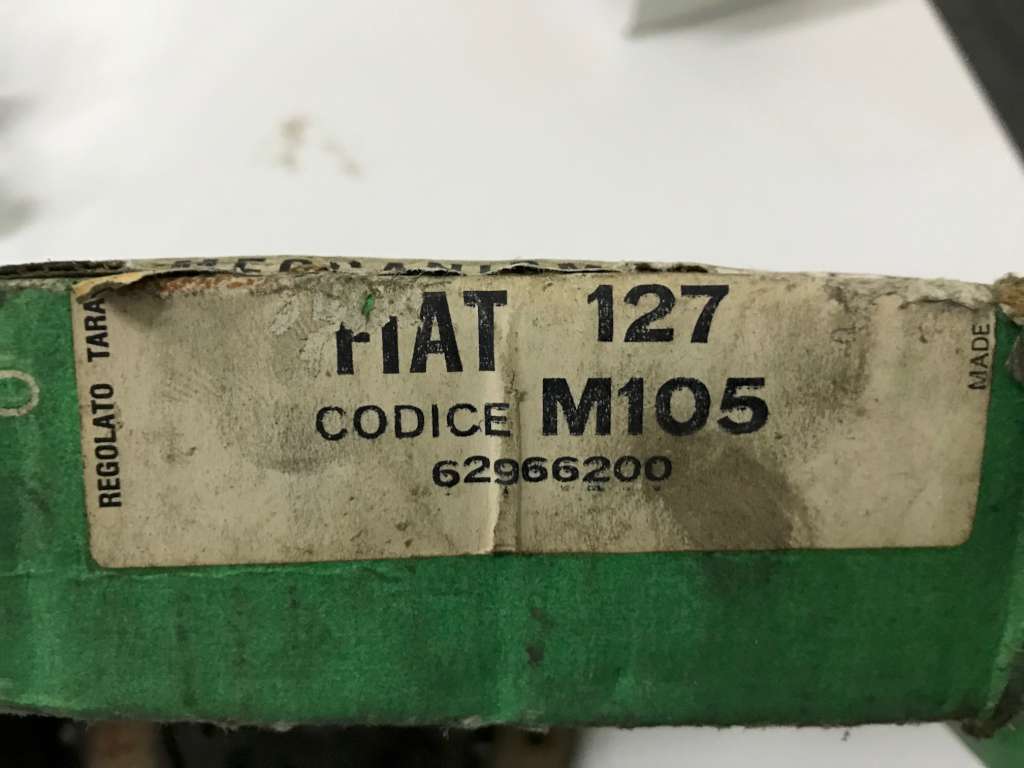 FIAT 127
CODICE M105
62966200
REGOLATO TARA
MADE